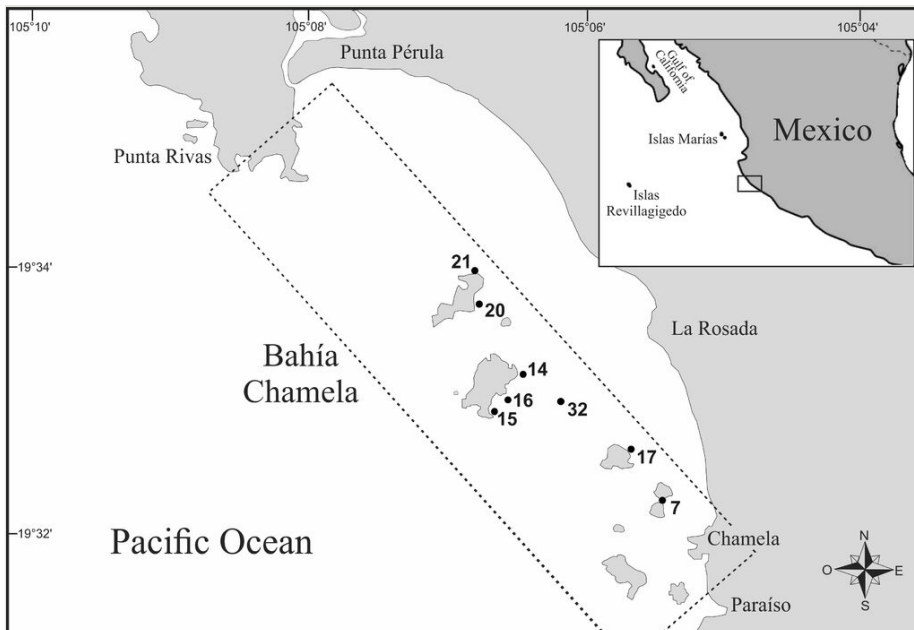 105°10'
105°08'
105°06'
105°04'
Punta Pérula
Punta Rivas
Gulf of
California
Mexico
Islas Marías
Islas
Revillagigedo
19°34'
21
20
La Rosada
Bahía
Chamela
14
16
32
15
17
7
19°32'
Pacific Ocean
Chamela
N
O
E
S
Paraíso